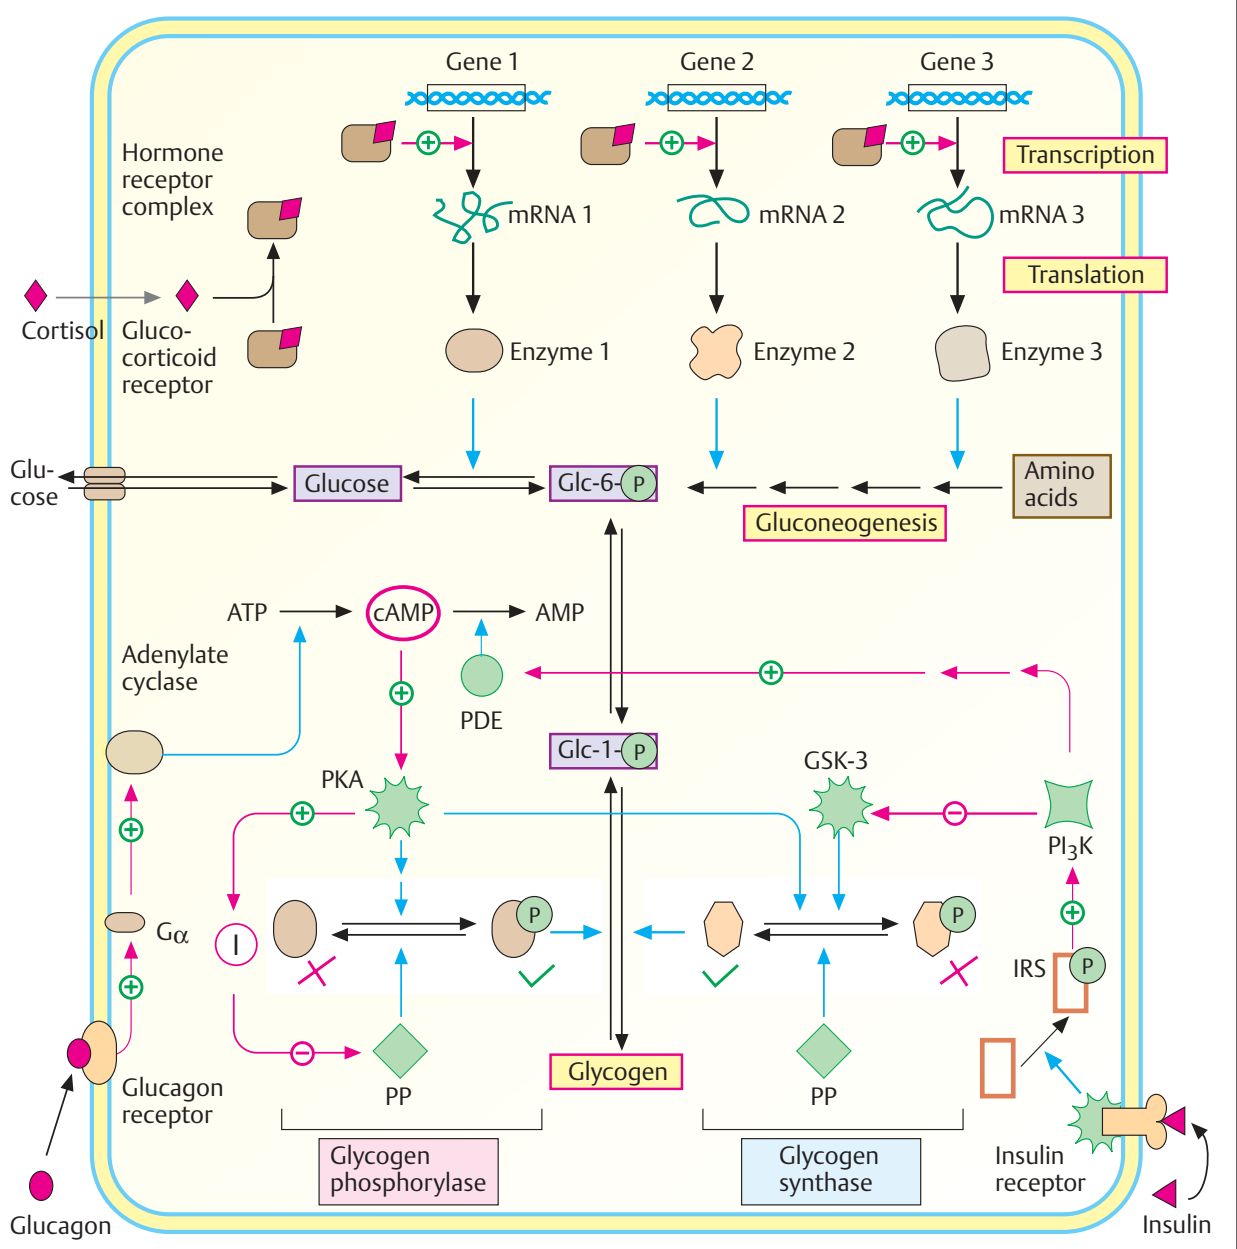 Gene 1
Gene 2
Gene 3
+
+
+
Transcription
Hormone
receptor
complex
mRNA 1
mRNA 2
mRNA 3
Translation
Cortisol
Gluco-
corticoid
receptor
Enzyme 1
Enzyme 2
Enzyme 3
Glu-
cose
Glucose
Glc-6-P
Amino
acids
Gluconeogenesis
ATP
cAMP
AMP
Adenylate
cyclase
+
+
PDE
Glc-1-P
GSK-3
PKA
+
+
−
PI3K
+
P
P
Gα
I
IRS
P
+
−
PP
Glycogen
PP
Glucagon
receptor
Glycogen
phosphorylase
Glycogen
synthase
Insulin
receptor
Glucagon
Insulin